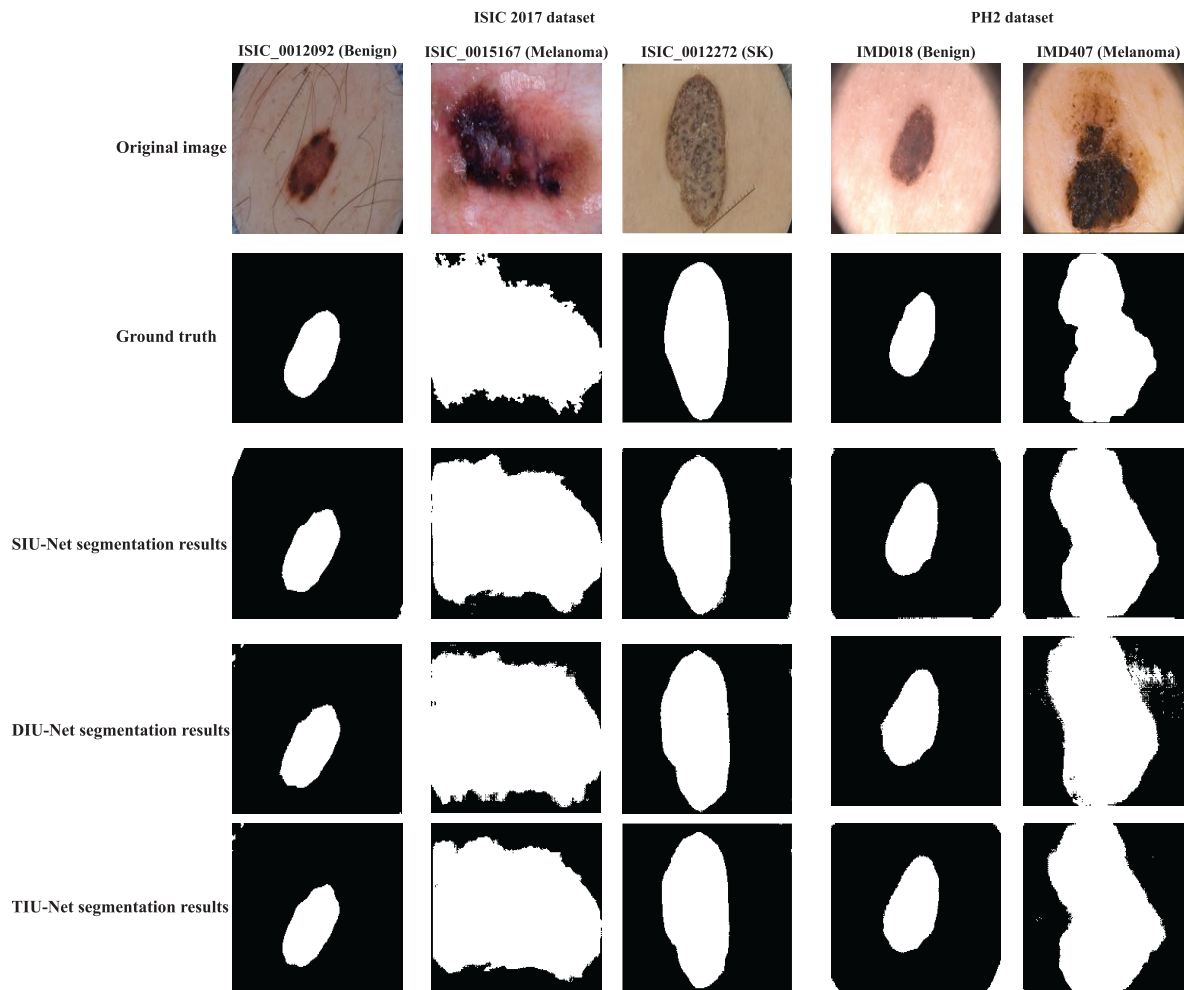 ISIC 2017 dataset
PH2 dataset
ISIC_0012092 (Benign)
ISIC_0015167 (Melanoma)
ISIC_0012272 (SK)
IMD018 (Benign)
IMD407 (Melanoma)
Original image
Ground truth
SIU-Net segmentation results
DIU-Net segmentation results
TIU-Net segmentation results